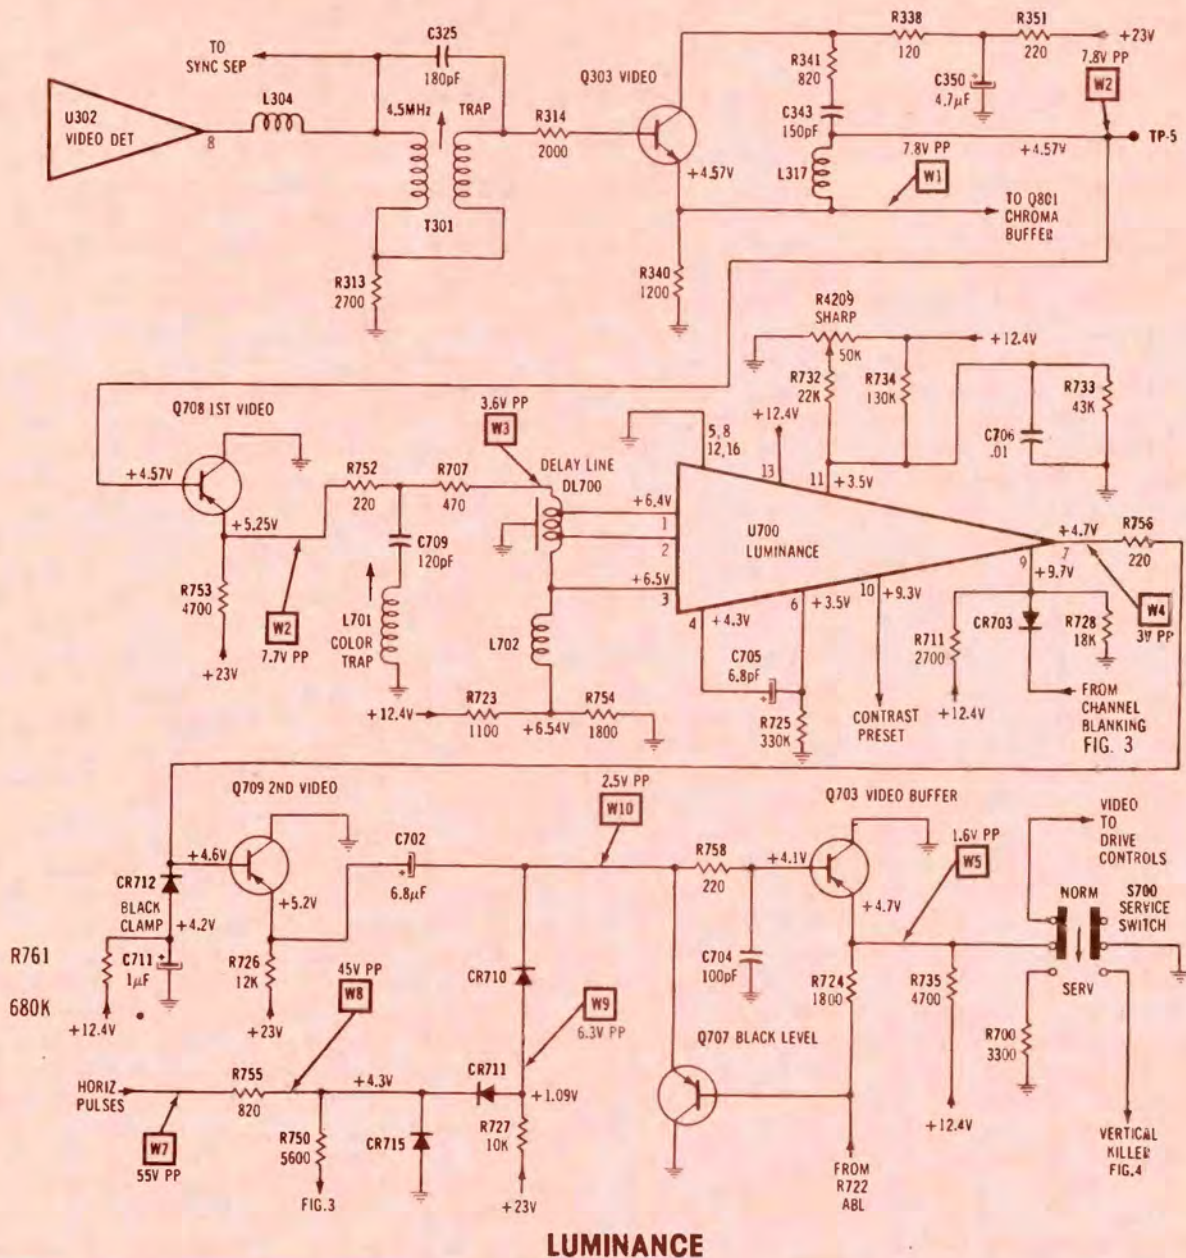 R338
R351
C325
TO
SYNC SEP
120
220
+23V
180pF
R341
820
7.8V PP
W2
Q303 VIDEO
C350
4.7µF
U302
VIDEO DET
L304
4.5MHz
TRAP
R314
C343
150pF
8
2000
7.8V PP
+4.57V
TP-5
+4.57V
L317
W1
TO Q801
CHROMA
BUFFER
T301
R313
2700
R340
1200
R4209
SHARP
+12.4V
50K
R732
22K
R734
130K
R733
43K
Q708 1ST VIDEO
3.6V PP
W3
+12.4V
5, 8
12, 16
C706
.01
DELAY LINE
DL700
13
11
+3.5V
+4.57V
R752
R707
220
470
+6.4V
1
+4.7V
R756
+5.25V
2
U700
LUMINANCE
7
220
C709
120pF
9
+9.7V
+6.5V
3
10
+9.3V
R753
4700
6
+3.5V
W4
3V PP
4
+4.3V
CR703
R728
18K
W2
7.7V PP
L701
COLOR
TRAP
L702
R711
2700
C705
6.8pF
+23V
R723
R754
+12.4V
1100
+6.54V
1800
R725
330K
CONTRAST
PRESET
+12.4V
FROM
CHANNEL
BLANKING
FIG. 3
2.5V PP
W10
Q709 2ND VIDEO
Q703 VIDEO BUFFER
VIDEO
TO
DRIVE
CONTROLS
C702
1.6V PP
W5
+4.6V
R758
+4.1V
6.8µF
220
CR712
BLACK
CLAMP
+5.2V
+4.7V
NORM
S700
SERVICE
SWITCH
+4.2V
R761
680K
C711
1µF
R726
12K
45V PP
W8
CR710
C704
100pF
R724
1800
R735
4700
SERV
+12.4V
+23V
W9
6.3V PP
Q707 BLACK LEVEL
R700
3300
HORIZ
PULSES
R755
820
+4.3V
CR711
+1.09V
W7
55V PP
R750
5600
CR715
R727
10K
+12.4V
FIG.3
+23V
FROM
R722
ABL
VERTICAL
KILLER
FIG.4
LUMINANCE